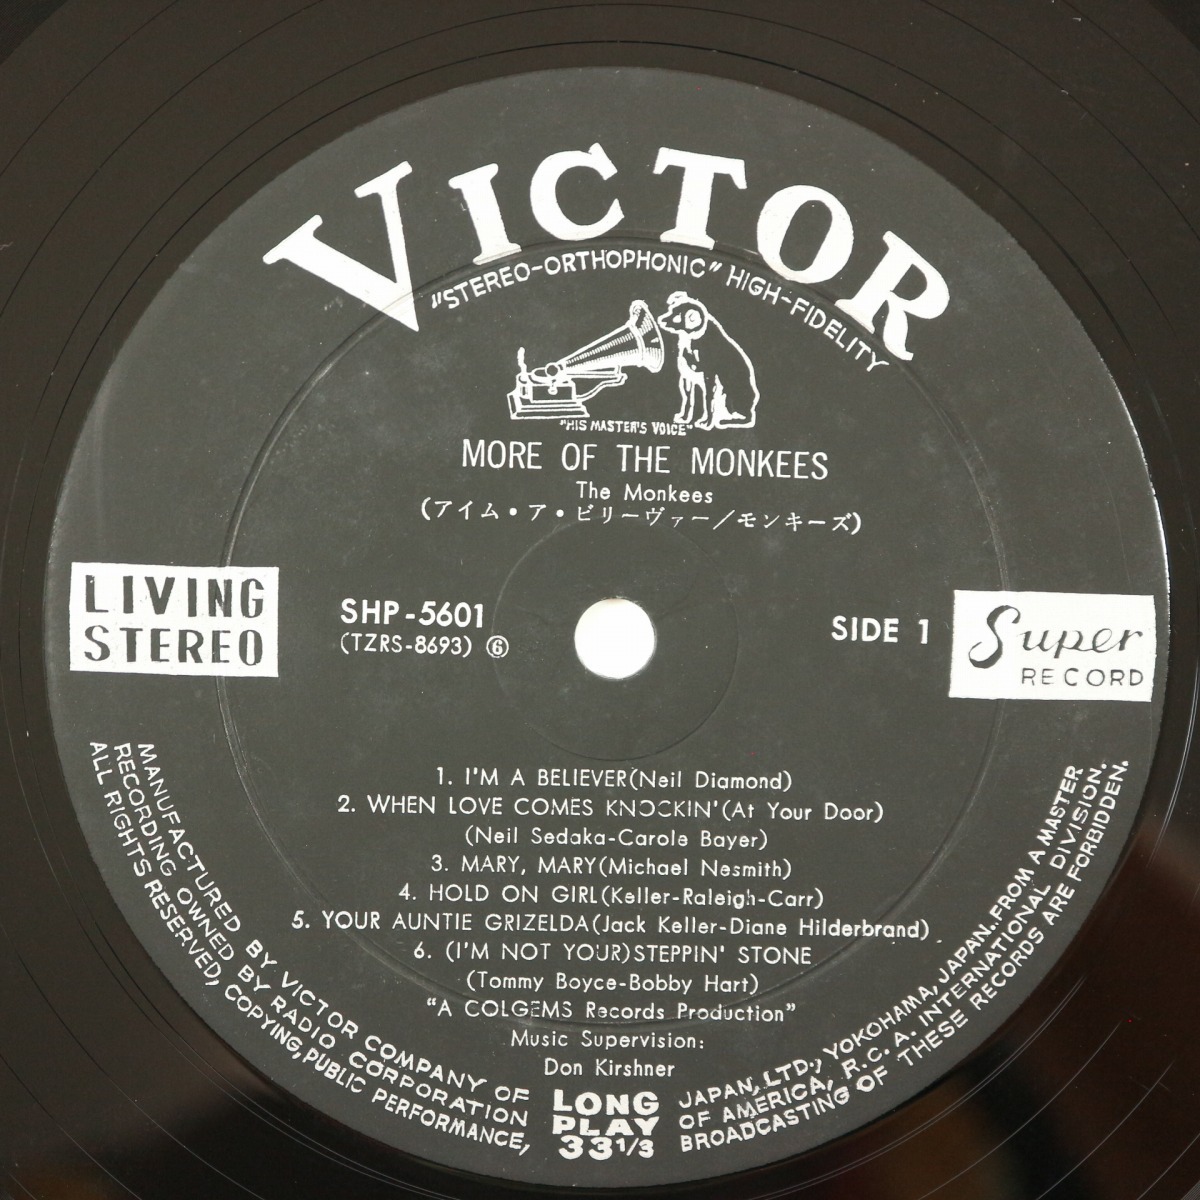 VICTOR
"STEREO-ORTHOPHONIC" HIGH-FIDELITY
"HIS MASTER'S VOICE"
MORE OF THE MONKEES
The Monkees
(アイム・ア・ビリーヴァー/モンキーズ)
LIVING
STEREO
SHP-5601
(TZRS-8693) ⑥
SIDE 1
Super
RECORD
1. I'M A BELIEVER(Neil Diamond)
2. WHEN LOVE COMES KNOCKIN'(At Your Door)
(Neil Sedaka-Carole Bayer)
3. MARY, MARY(Michael Nesmith)
4. HOLD ON GIRL(Keller-Raleigh-Carr)
5. YOUR AUNTIE GRIZELDA(Jack Keller-Diane Hilderbrand)
6. (I'M NOT YOUR)STEPPIN' STONE
(Tommy Boyce-Bobby Hart)
"A COLGEMS Records Production"
Music Supervision:
Don Kirshner
MANUFACTURED BY VICTOR COMPANY OF JAPAN, LTD., YOKOHAMA, JAPAN. FROM A MASTER
RECORDING OWNED BY RADIO CORPORATION OF AMERICA, R.C.A. INTERNATIONAL DIVISION.
ALL RIGHTS RESERVED, COPYING, PUBLIC PERFORMANCE, BROADCASTING OF THESE RECORDS ARE FORBIDDEN.
LONG
PLAY
33 1/3